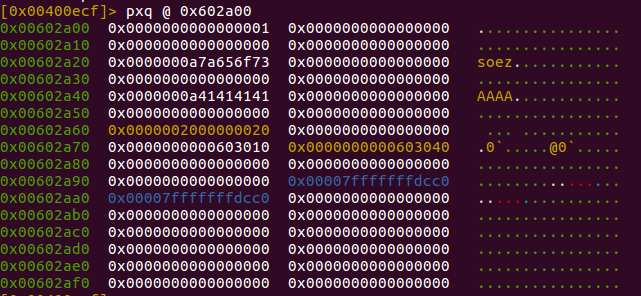 [0x00400ecf]> pxq @ 0x602a00
0x00602a00  0x0000000000000001  0x0000000000000000   ................
0x00602a10  0x0000000000000000  0x0000000000000000   ................
0x00602a20  0x0000000a7a656f73  0x0000000000000000   soez............
0x00602a30  0x0000000000000000  0x0000000000000000   ................
0x00602a40  0x0000000a41414141  0x0000000000000000   AAAA............
0x00602a50  0x0000000000000000  0x0000000000000000   ................
0x00602a60  0x0000002000000020  0x0000000000000000    ... ...........
0x00602a70  0x0000000000603010  0x0000000000603040   .0`.....@0`.....
0x00602a80  0x0000000000000000  0x0000000000000000   ................
0x00602a90  0x0000000000000000  0x00007fffffffdcc0   ................
0x00602aa0  0x00007fffffffdcc0  0x0000000000000000   ................
0x00602ab0  0x0000000000000000  0x0000000000000000   ................
0x00602ac0  0x0000000000000000  0x0000000000000000   ................
0x00602ad0  0x0000000000000000  0x0000000000000000   ................
0x00602ae0  0x0000000000000000  0x0000000000000000   ................
0x00602af0  0x0000000000000000  0x0000000000000000   ................